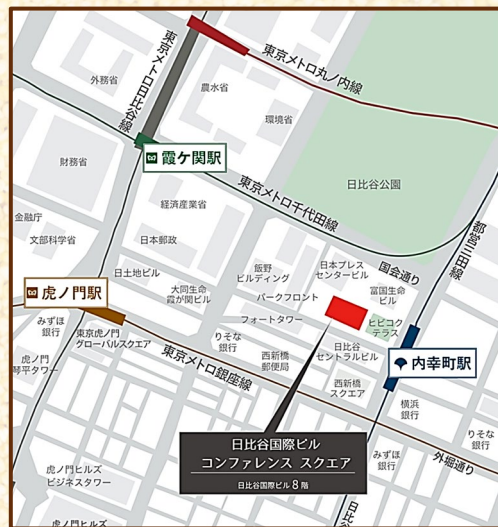 東京メトロ丸ノ内線
東京メトロ日比谷線
外務省
農水省
環境省
霞ケ関駅
財務省
日比谷公園
東京メトロ千代田線
経済産業省
国会通り
都営三田線
金融庁
文部科学省
日本郵政
飯野
ビルディング
日本プレス
センタービル
日土地ビル
大同生命
霞が関ビル
富国生命
ビル
パークフロント
虎ノ門駅
フォートタワー
ヒビコク
テラス
みずほ
銀行
東京虎ノ門
グローバルスクエア
りそな
銀行
日比谷
セントラルビル
虎ノ門
琴平タワー
東京メトロ銀座線
西新橋
郵便局
内幸町駅
西新橋
スクエア
横浜
銀行
日比谷国際ビル
コンファレンス スクエア
日比谷国際ビル 8 階
みずほ
銀行
外堀通り
りそな
銀行
虎ノ門ヒルズ
ビジネスタワー
虎ノ門ヒルズ